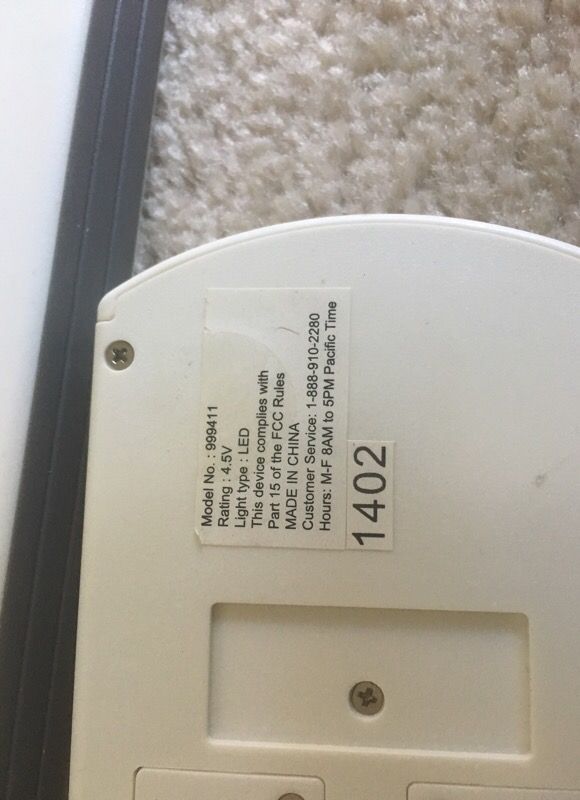 Model No. : 999411
Rating : 4.5V
Light type : LED
This device complies with
Part 15 of the FCC Rules
MADE IN CHINA
Customer Service: 1-888-910-2280
Hours: M-F 8AM to 5PM Pacific Time
1402